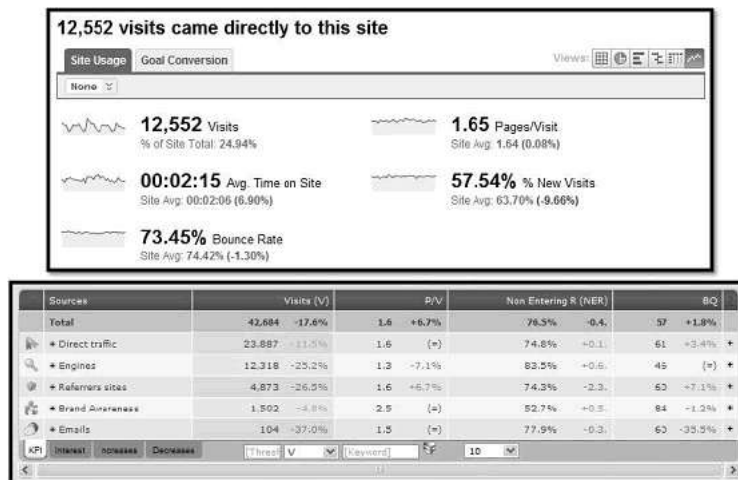 12,552 visits came directly to this site
Site Usage Goal Conversion Views:
None
12,552 Visits
% of Site Total: 24.94%
1.65 Pages/Visit
Site Avg: 1.64 (0.08%)
00:02:15 Avg. Time on Site
Site Avg: 00:02:06 (6.90%)
57.54% % New Visits
Site Avg: 63.70% (-9.66%)
73.45% Bounce Rate
Site Avg: 74.42% (-1.30%)
Sources Visits (V) P/V Non Entering R (NER) BQ
Total 42,684 -17.6% 1.6 +6.7% 76.5% -0.4. 57 +1.8%
+ Direct traffic 23,887 1.6 (=) 74.8% +0.1. 61 +3.4% +
+ Engines 12,318 -25.2% 1.3 -7.1% 83.5% +0.6. (=) +
+ Referrers sites 4,873 -26.5% 1.6 +6.7% 74.3% -2.3. +7.1% +
+ Brand Awareness 1,502 2.5 (=) 52.7% 84 -1.2% +
+ Emails 104 -37.0% 1.5 (=) 77.9% -0.3. -35.5% +
KPI Interest Increases Decreases V [Keyword] 10